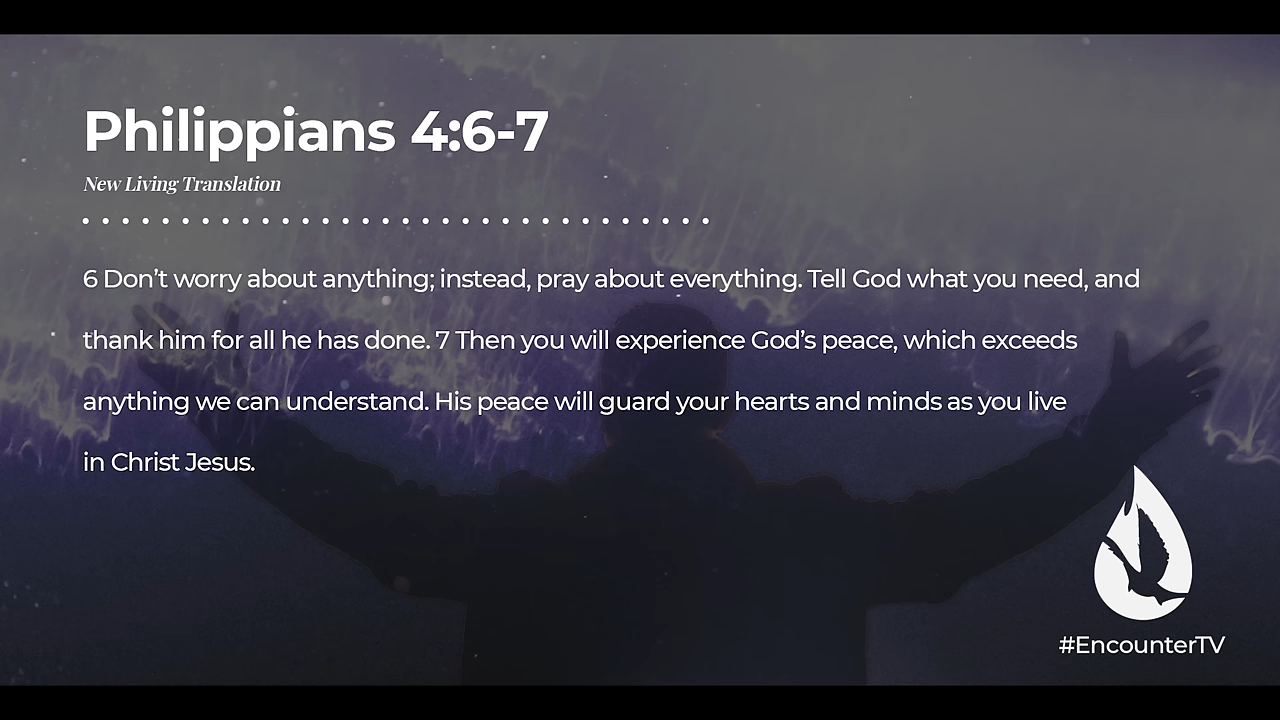 Philippians 4:6-7
New Living Translation
6 Don’t worry about anything; instead, pray about everything. Tell God what you need, and
thank him for all he has done. 7 Then you will experience God’s peace, which exceeds
anything we can understand. His peace will guard your hearts and minds as you live
in Christ Jesus.
#EncounterTV